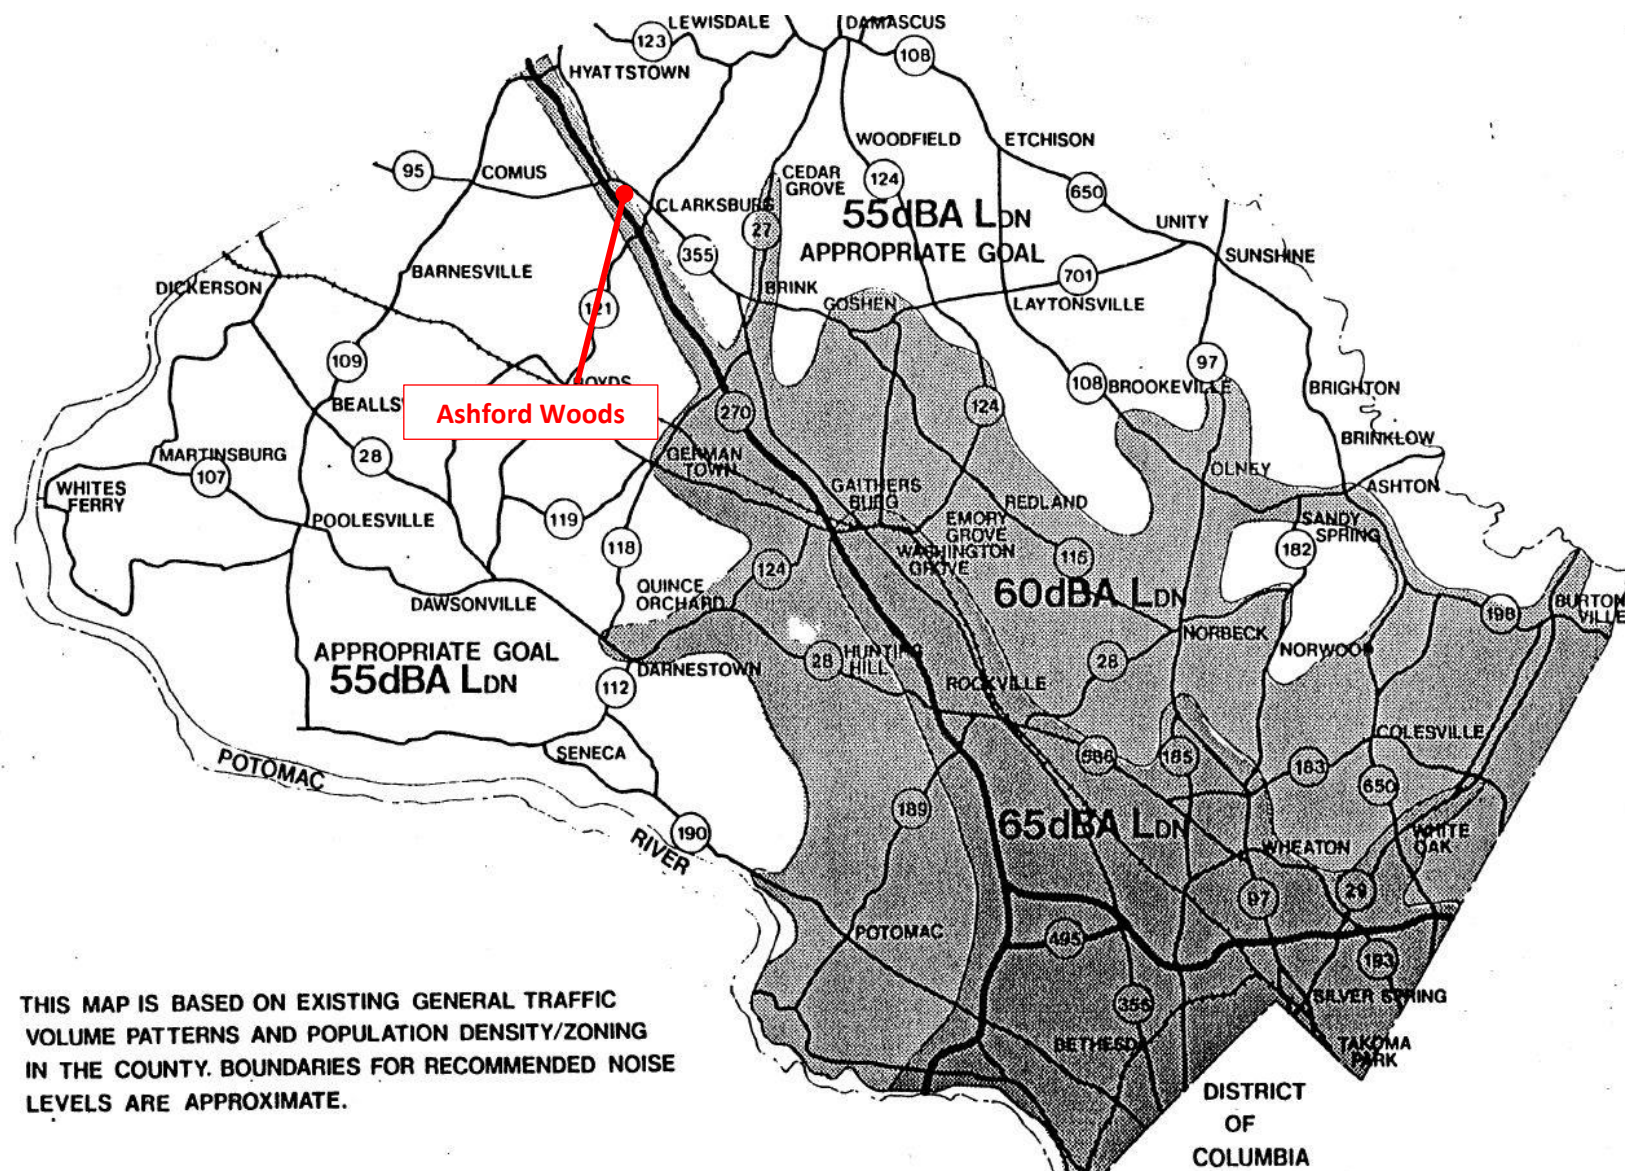 LEWISDALE
DAMASCUS
123
108
HYATTSTOWN
WOODFIELD
ETCHISON
95
COMUS
CEDAR
GROVE
124
650
CLARKSBURG
55dBA LDN
APPROPRIATE GOAL
UNITY
27
355
SUNSHINE
BARNESVILLE
701
DICKERSON
BRINK
GOSHEN
LAYTONSVILLE
121
109
97
BOYDS
108
BROOKEVILLE
BRIGHTON
BEALLSV
Ashford Woods
270
124
BRINKLOW
MARTINSBURG
28
GERMAN
TOWN
OLNEY
107
WHITES
FERRY
GAITHERS
BURG
REDLAND
ASHTON
POOLESVILLE
119
EMORY
GROVE
SANDY
SPRING
118
WASHINGTON
GROVE
115
182
124
QUINCE
ORCHARD
60dBA LDN
DAWSONVILLE
198
BURTON
VILLE
NORBECK
APPROPRIATE GOAL
55dBA LDN
DARNESTOWN
28
HUNTING
HILL
28
NORWOOD
112
ROCKVILLE
COLESVILLE
SENECA
586
185
183
POTOMAC
RIVER
650
189
190
65dBA LDN
WHEATON
WHITE
OAK
97
29
POTOMAC
495
193
THIS MAP IS BASED ON EXISTING GENERAL TRAFFIC
VOLUME PATTERNS AND POPULATION DENSITY/ZONING
IN THE COUNTY. BOUNDARIES FOR RECOMMENDED NOISE
LEVELS ARE APPROXIMATE.
355
SILVER SPRING
BETHESDA
TAKOMA
PARK
DISTRICT
OF
COLUMBIA